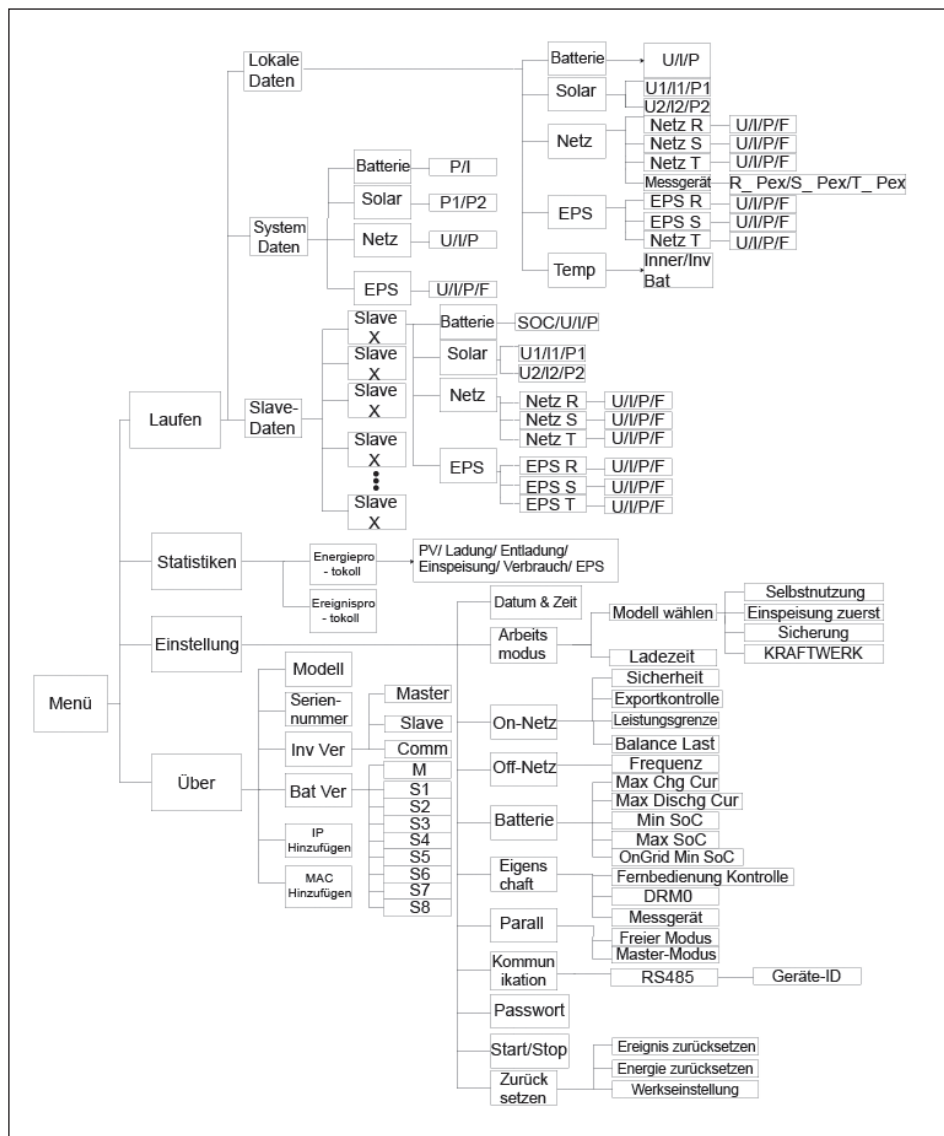 Lokale
Daten
Batterie
U/I/P
Solar
U1/I1/P1
U2/I2/P2
Netz
Netz R
U/I/P/F
Netz S
U/I/P/F
Netz T
U/I/P/F
Messgerät
R_ Pex/S_ Pex/T_ Pex
EPS
EPS R
U/I/P/F
EPS S
U/I/P/F
Netz T
U/I/P/F
Temp
Inner/Inv
Bat
System
Daten
Batterie
P/I
Solar
P1/P2
Netz
U/I/P
EPS
U/I/P/F
Laufen
Slave-
Daten
Slave
X
Slave
X
Slave
X
Slave
X
Slave
X
Batterie
SOC/U/I/P
Solar
U1/I1/P1
U2/I2/P2
Netz
Netz R
U/I/P/F
Netz S
U/I/P/F
Netz T
U/I/P/F
EPS
EPS R
U/I/P/F
EPS S
U/I/P/F
EPS T
U/I/P/F
Statistiken
Energiepro
- tokoll
PV/ Ladung/ Entladung/
Einspeisung/ Verbrauch/ EPS
Ereignispro
- tokoll
Einstellung
Datum & Zeit
Arbeits
modus
Modell wählen
Selbstnutzung
Einspeisung zuerst
Sicherung
KRAFTWERK
Ladezeit
On-Netz
Sicherheit
Exportkontrolle
Leistungsgrenze
Balance Last
Off-Netz
Frequenz
Batterie
Max Chg Cur
Max Dischg Cur
Min SoC
Max SoC
OnGrid Min SoC
Eigens
chaft
Fernbedienung Kontrolle
DRM0
Messgerät
Parall
Freier Modus
Master-Modus
Kommun
ikation
RS485
Geräte-ID
Passwort
Start/Stop
Zurück
setzen
Ereignis zurücksetzen
Energie zurücksetzen
Werkseinstellung
Menü
Über
Modell
Serien-
nummer
Inv Ver
Master
Slave
Comm
Bat Ver
M
S1
S2
S3
S4
S5
S6
S7
S8
IP
Hinzufügen
MAC
Hinzufügen